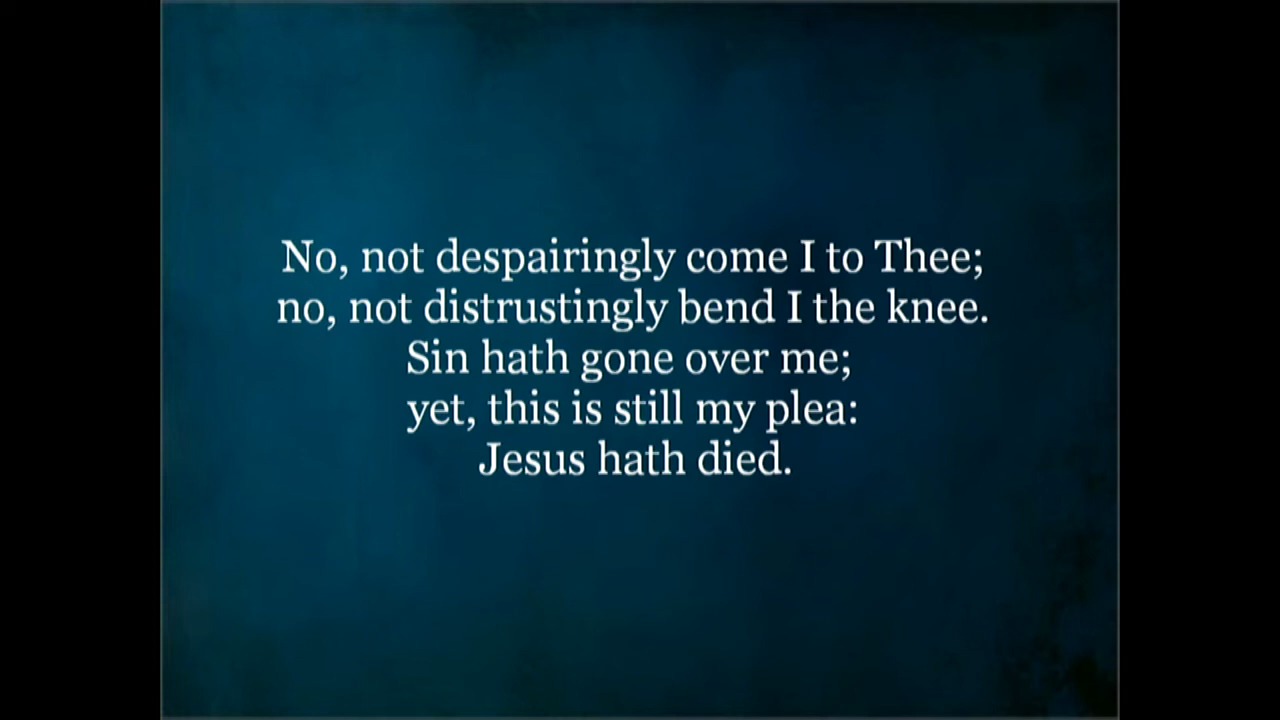 No, not despairingly come I to Thee;
no, not distrustingly bend I the knee.
Sin hath gone over me;
yet, this is still my plea:
Jesus hath died.